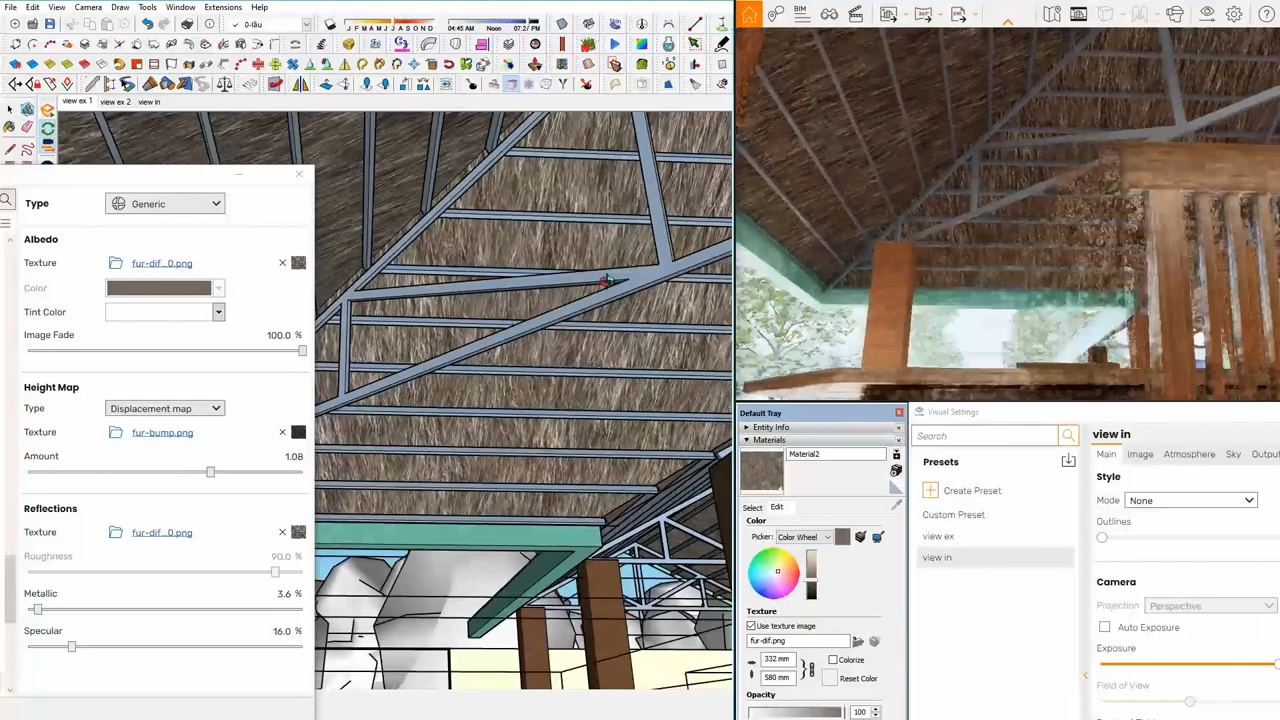 File Edit View Camera Draw Tools Window Extensions Help
0-lâu
J F M A M J J A S O N D
04:45 AM Noon 07:27 PM
BIM
360°
view ex 1 view ex 2 view in
Type Generic
Albedo
Texture fur-dif_0.png
Color
Tint Color
Image Fade 100.0 %
Height Map
Type Displacement map
Texture fur-bump.png
Amount 1.08
Reflections
Texture fur-dif_0.png
Roughness 90.0 %
Metallic 3.6 %
Specular 16.0 %
Default Tray
Entity Info
Materials
Material2
Select Edit
Color
Picker: Color Wheel
Texture
Use texture image
fur-dif.png
332 mm
Colorize
580 mm
Reset Color
Opacity
100
Visual Settings
Search
Presets
Create Preset
Custom Preset
view ex
view in
view in
Main Image Atmosphere Sky Output
Style
Mode None
Outlines
Camera
Projection Perspective
Auto Exposure
Exposure
Field of View